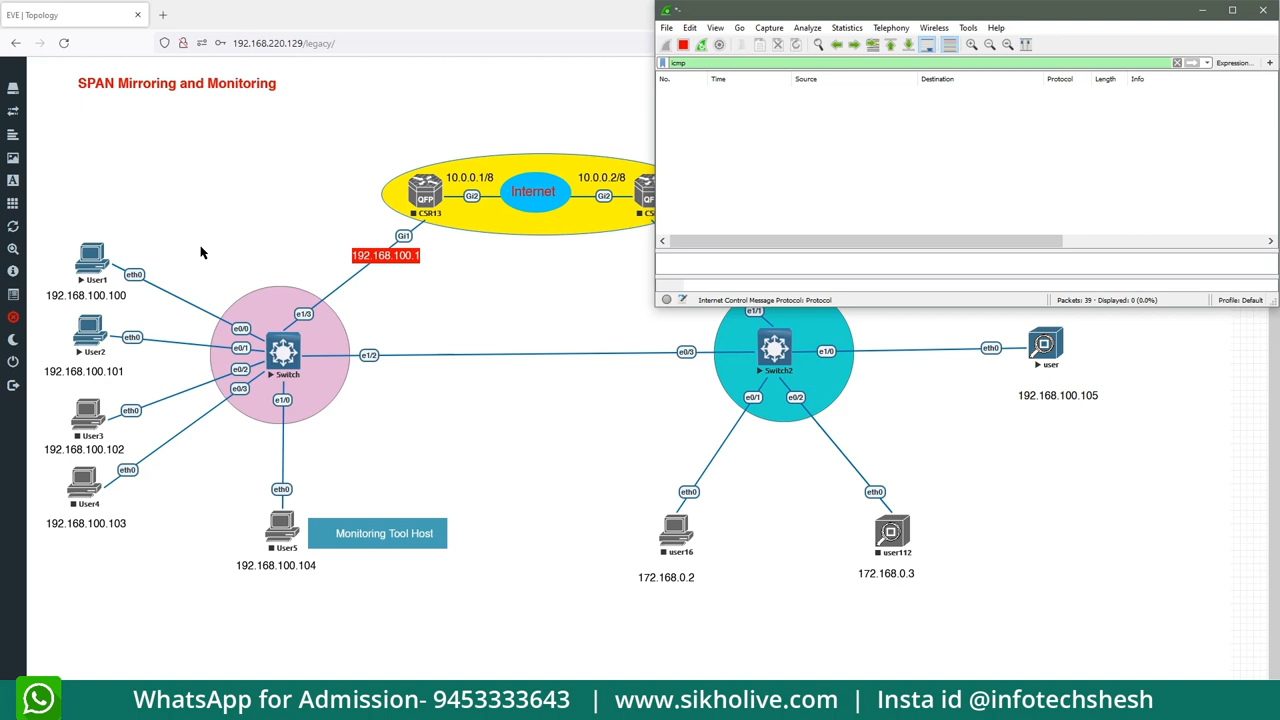 EVE | Topology
File Edit View Go Capture Analyze Statistics Telephony Wireless Tools Help
192.168.220.129/legacy/
icmp
Expression...
No. Time Source Destination Protocol Length Info
SPAN Mirroring and Monitoring
10.0.0.1/8
10.0.0.2/8
Internet
QFP
Gi2
Gi2
CSR13
Gi1
192.168.100.1
User1
eth0
192.168.100.100
Internet Control Message Protocol: Protocol
Packets: 39 · Displayed: 0 (0.0%)
Profile: Default
e1/3
e1/1
e0/0
User2
eth0
192.168.100.101
e0/1
Switch
e1/2
e0/3
Switch2
e1/0
eth0
user
192.168.100.105
e0/2
e0/3
e1/0
e0/1
e0/2
User3
eth0
192.168.100.102
User4
eth0
192.168.100.103
eth0
User5
192.168.100.104
Monitoring Tool Host
eth0
user16
172.168.0.2
eth0
user112
172.168.0.3
WhatsApp for Admission- 9453333643 | www.sikholive.com | Insta id @infotechshesh